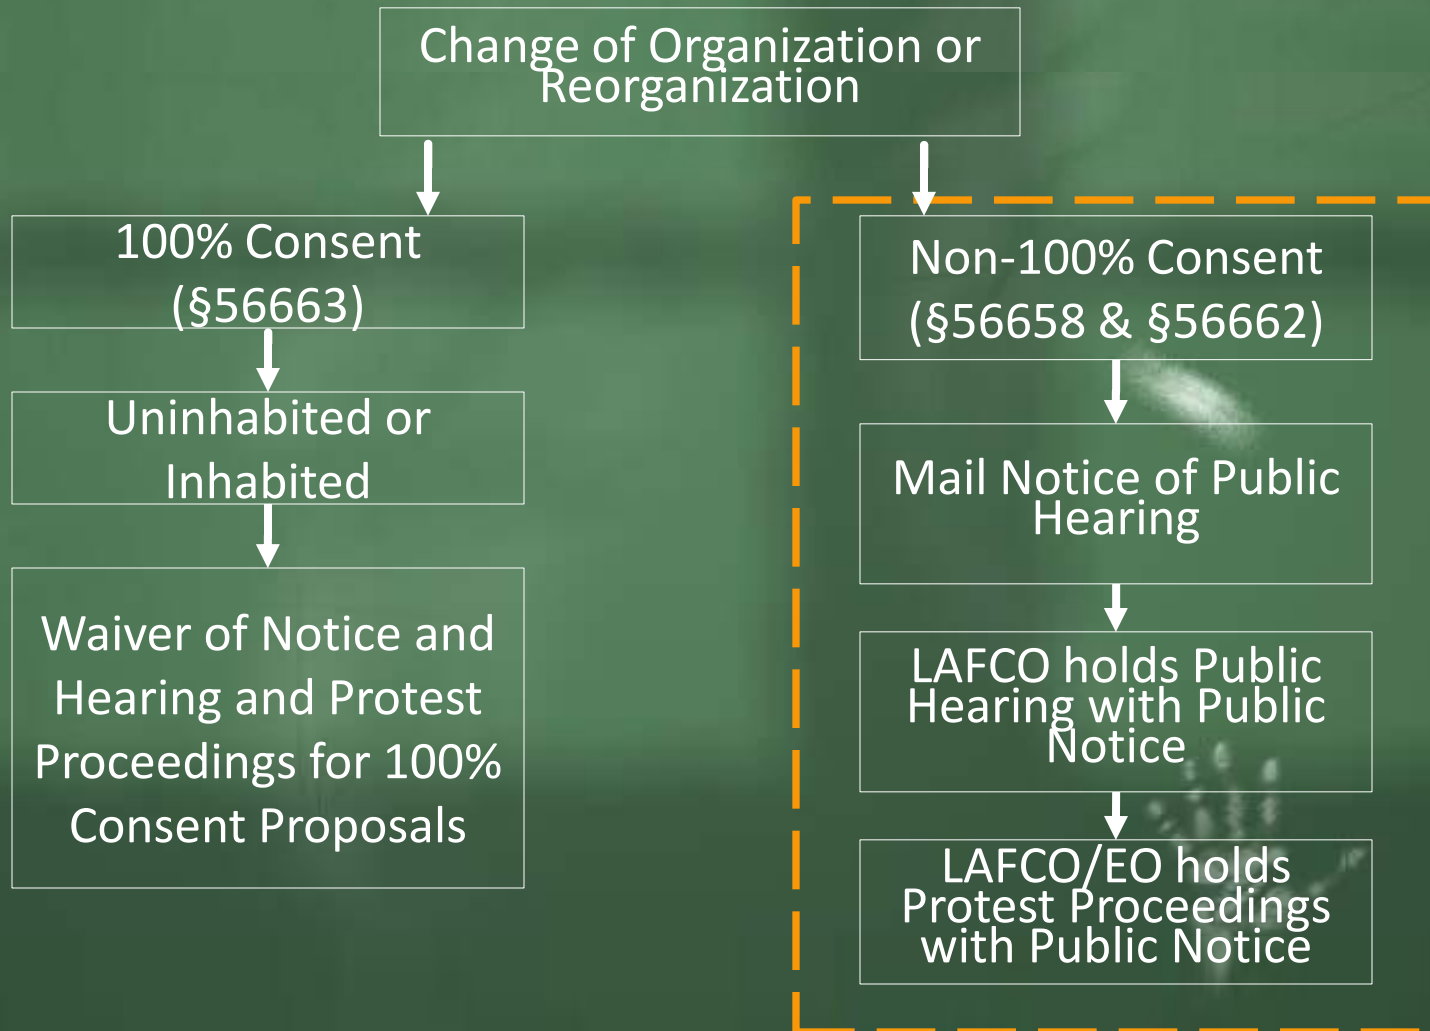 Change of Organization or
Reorganization
100% Consent
(§56663)
Uninhabited or
Inhabited
Waiver of Notice and
Hearing and Protest
Proceedings for 100%
Consent Proposals
Non-100% Consent
(§56658 & §56662)
Mail Notice of Public
Hearing
LAFCO holds Public
Hearing with Public
Notice
LAFCO/EO holds
Protest Proceedings
with Public Notice